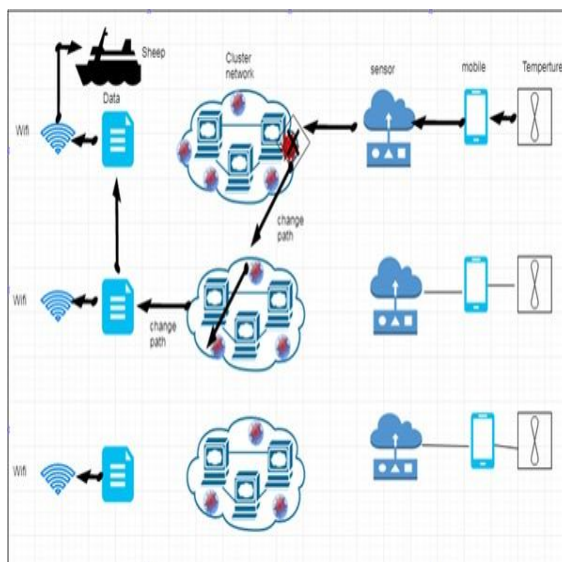 Sheep
Cluster
network
sensor
mobile
Temperture
Data
Wifi
change
path
Wifi
change
path
Wifi